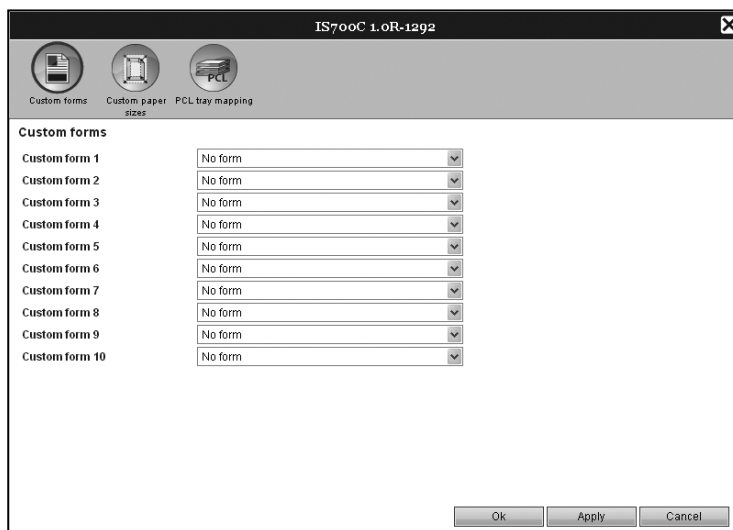 IS700C 1.0R-1292
X
Custom forms
Custom paper
sizes
PCL
PCL tray mapping
Custom forms
Custom form 1 No form
Custom form 2 No form
Custom form 3 No form
Custom form 4 No form
Custom form 5 No form
Custom form 6 No form
Custom form 7 No form
Custom form 8 No form
Custom form 9 No form
Custom form 10 No form
Ok Apply Cancel